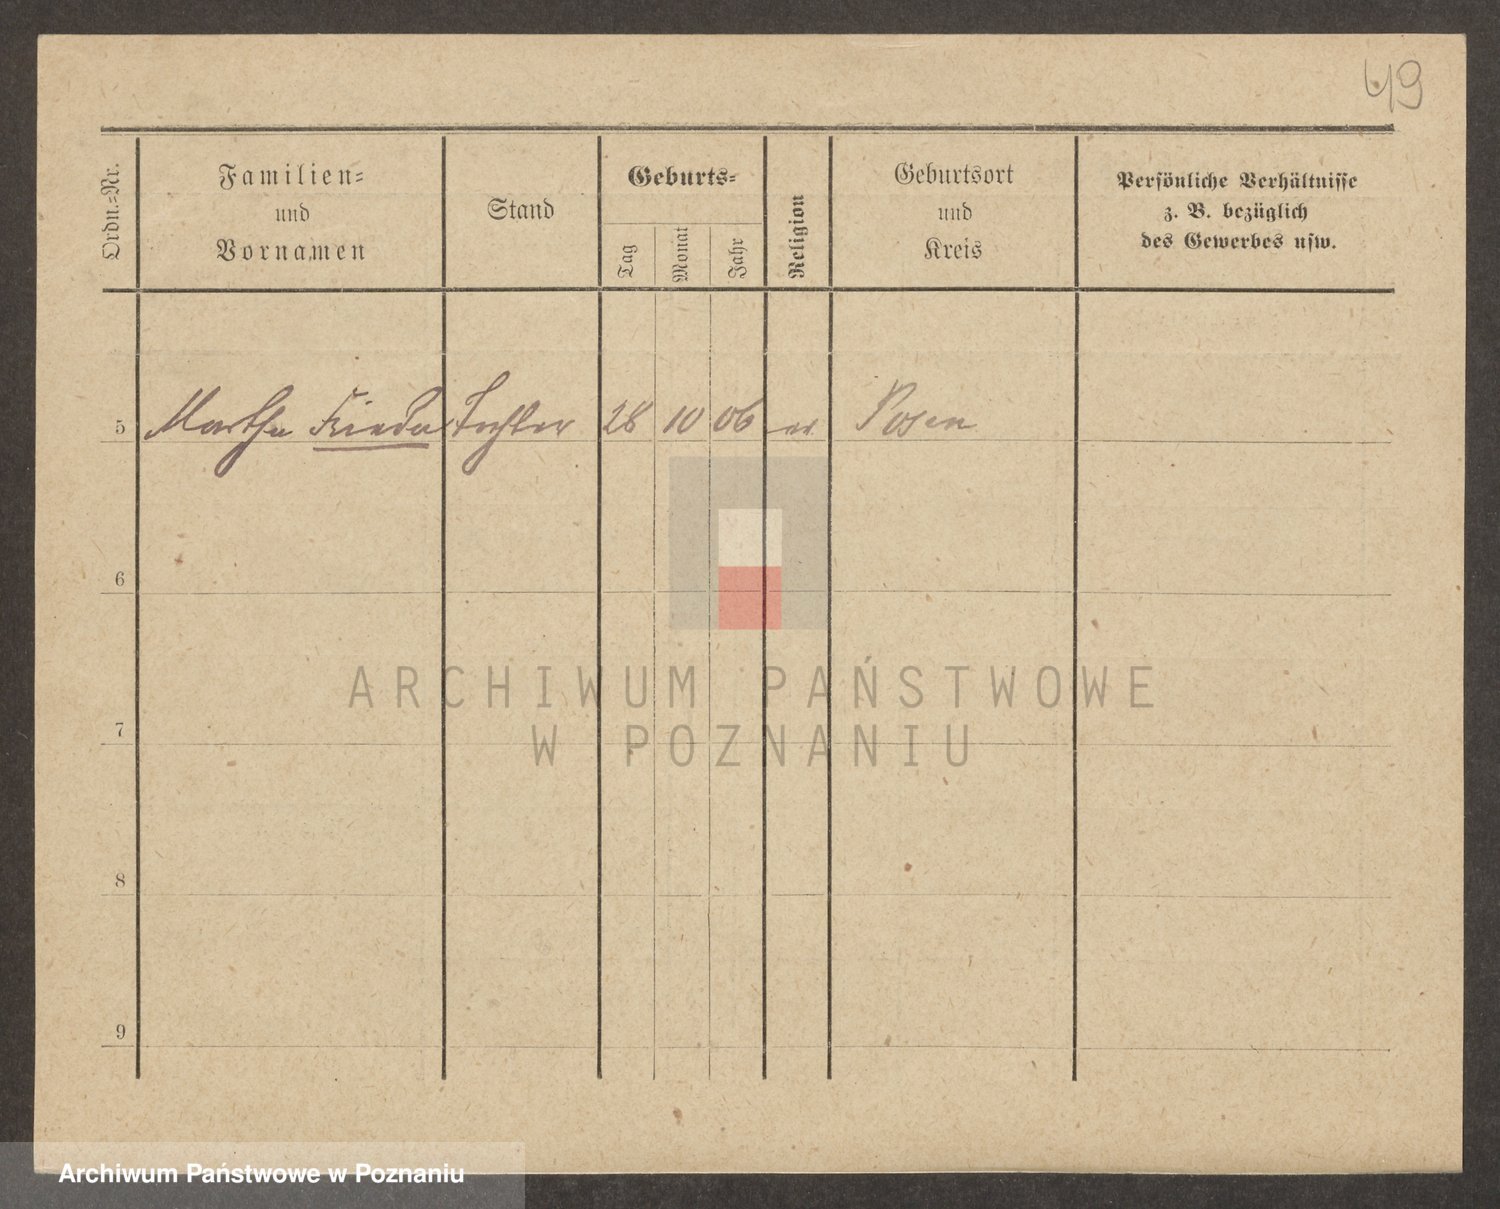 49
Ordn.-Nr.
Familien-
und
Vornamen
Stand
Geburts-
Tag
Monat
Jahr
Religion
Geburtsort
und
Kreis
Persönliche Verhältnisse
z. B. bezüglich
des Gewerbes usw.
5 Martha Frieda Tochter 28 10 06 ev Posen
6
7
8
9
ARCHIWUM PAŃSTWOWE
W POZNANIU
Archiwum Państwowe w Poznaniu